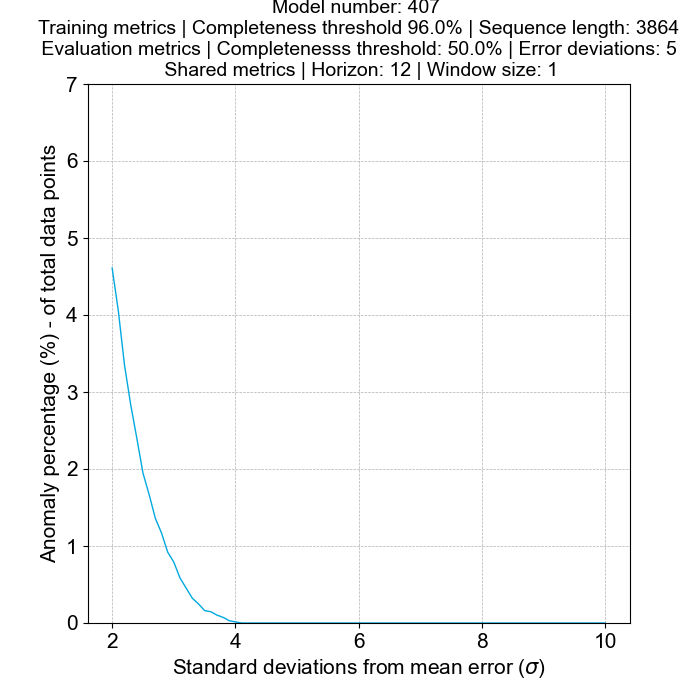 Model number: 407
Training metrics | Completeness threshold 96.0% | Sequence length: 3864
Evaluation metrics | Completenesss threshold: 50.0% | Error deviations: 5
Shared metrics | Horizon: 12 | Window size: 1
7
6
5
4
3
2
1
0
Anomaly percentage (%) - of total data points
2 4 6 8 10
Standard deviations from mean error (σ)